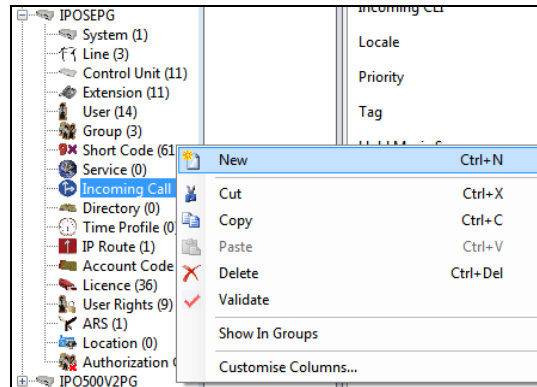 IPOSEPG
System (1)
Line (3)
Control Unit (11)
Extension (11)
User (14)
Group (3)
Short Code (61
Service (0)
Incoming Call
Directory (0)
Time Profile (0
IP Route (1)
Account Code
Licence (36)
User Rights (9)
ARS (1)
Location (0)
Authorization
IPO500V2PG
Incoming CLI
Locale
Priority
Tag
New Ctrl+N
Cut Ctrl+X
Copy Ctrl+C
Paste Ctrl+V
Delete Ctrl+Del
Validate
Show In Groups
Customise Columns...